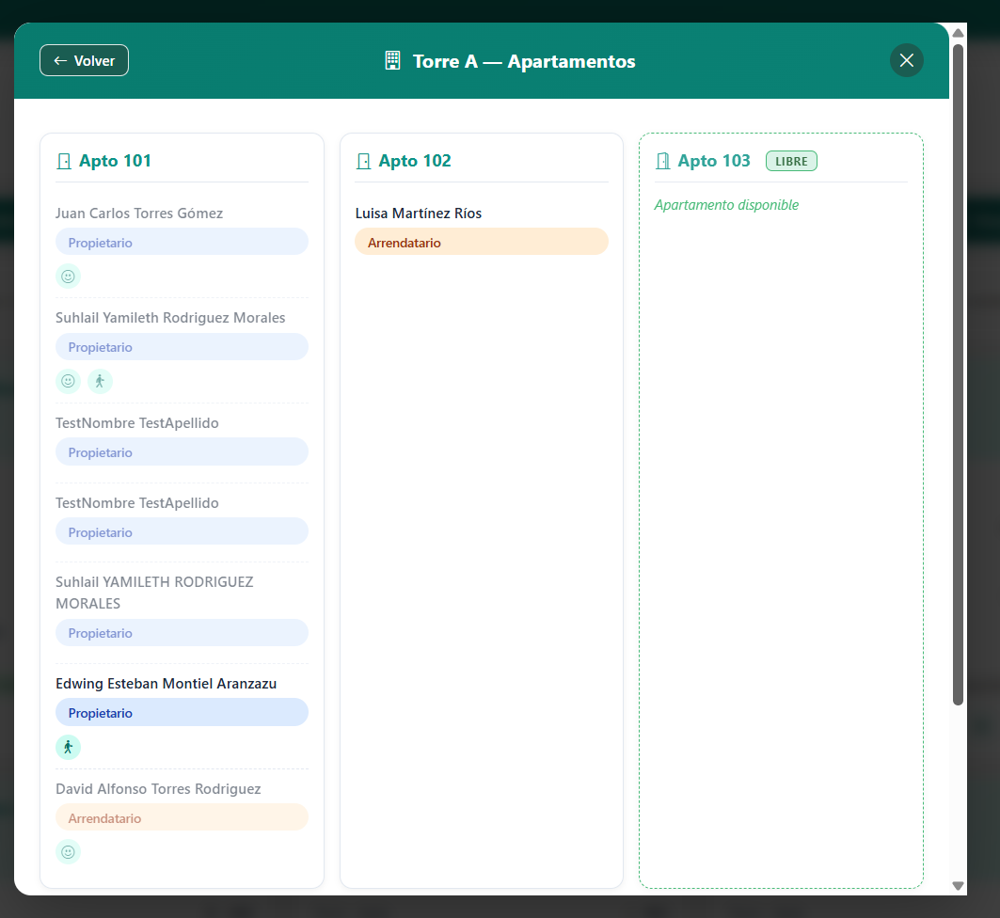 ← Volver
Torre A — Apartamentos
Apto 101
Juan Carlos Torres Gómez
Propietario
Suhlail Yamileth Rodriguez Morales
Propietario
TestNombre TestApellido
Propietario
TestNombre TestApellido
Propietario
Suhlail YAMILETH RODRIGUEZ
MORALES
Propietario
Edwing Esteban Montiel Aranzazu
Propietario
David Alfonso Torres Rodriguez
Arrendatario
Apto 102
Luisa Martínez Ríos
Arrendatario
Apto 103 LIBRE
Apartamento disponible